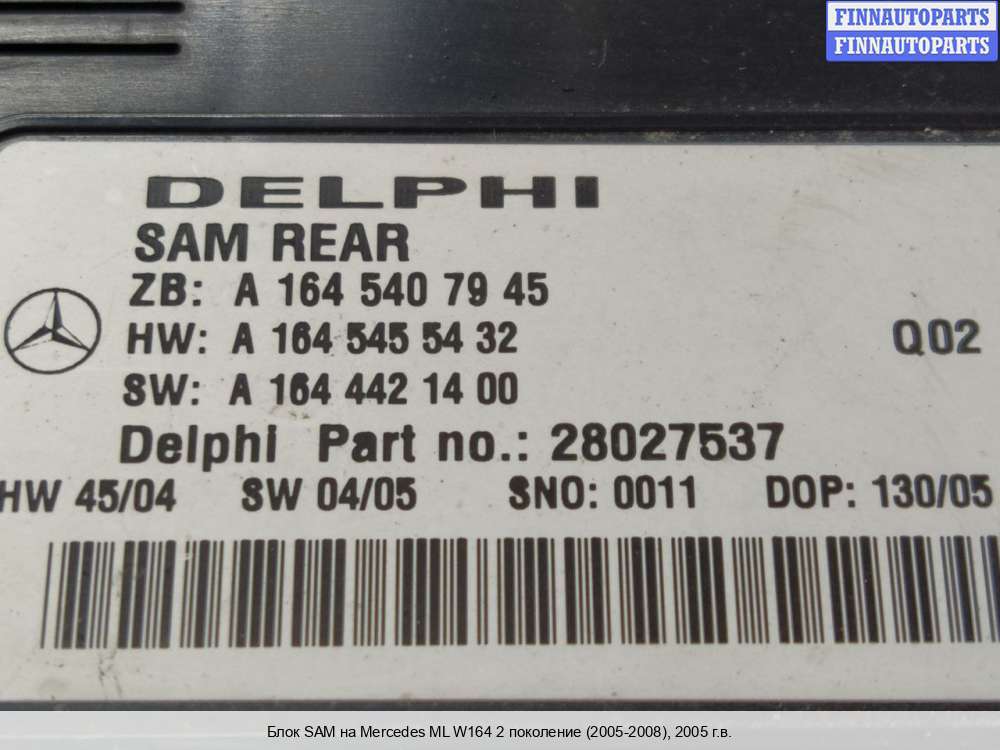 FINNAUTOPARTS
FINNAUTOPARTS
DELPHI
SAM REAR
ZB: A 164 540 79 45
HW: A 164 545 54 32
Q02
SW: A 164 442 14 00
Delphi Part no.: 28027537
HW 45/04 SW 04/05 SNO: 0011 DOP: 130/05
Блок SAM на Mercedes ML W164 2 поколение (2005-2008), 2005 г.в.